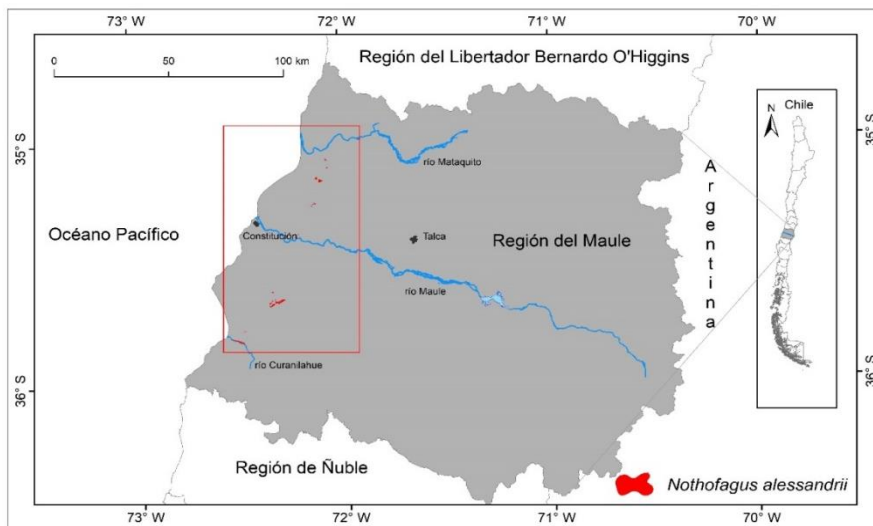 73° W 72° W 71° W 70° W
0 50 100 km
Región del Libertador Bernardo O'Higgins
N
Chile
35° S
35° S
río Mataquito
Océano Pacífico
Constitución
Talca
Región del Maule
Argentina
río Maule
río Curanilahue
36° S
36° S
Región de Ñuble
Nothofagus alessandrii
73° W 72° W 71° W 70° W